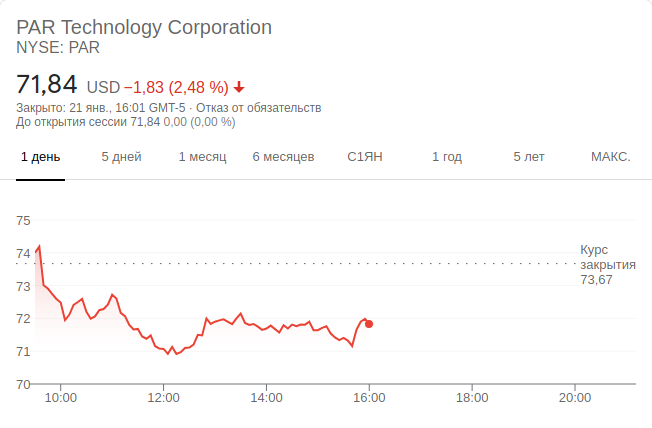 PAR Technology Corporation
NYSE: PAR
71,84 USD −1,83 (2,48 %)
Закрыто: 21 янв., 16:01 GMT-5 · Отказ от обязательств
До открытия сессии 71,84 0,00 (0,00 %)
1 день 5 дней 1 месяц 6 месяцев С1ЯН 1 год 5 лет МАКС.
75
74
73
72
71
70
Курс
закрытия
73,67
10:00 12:00 14:00 16:00 18:00 20:00